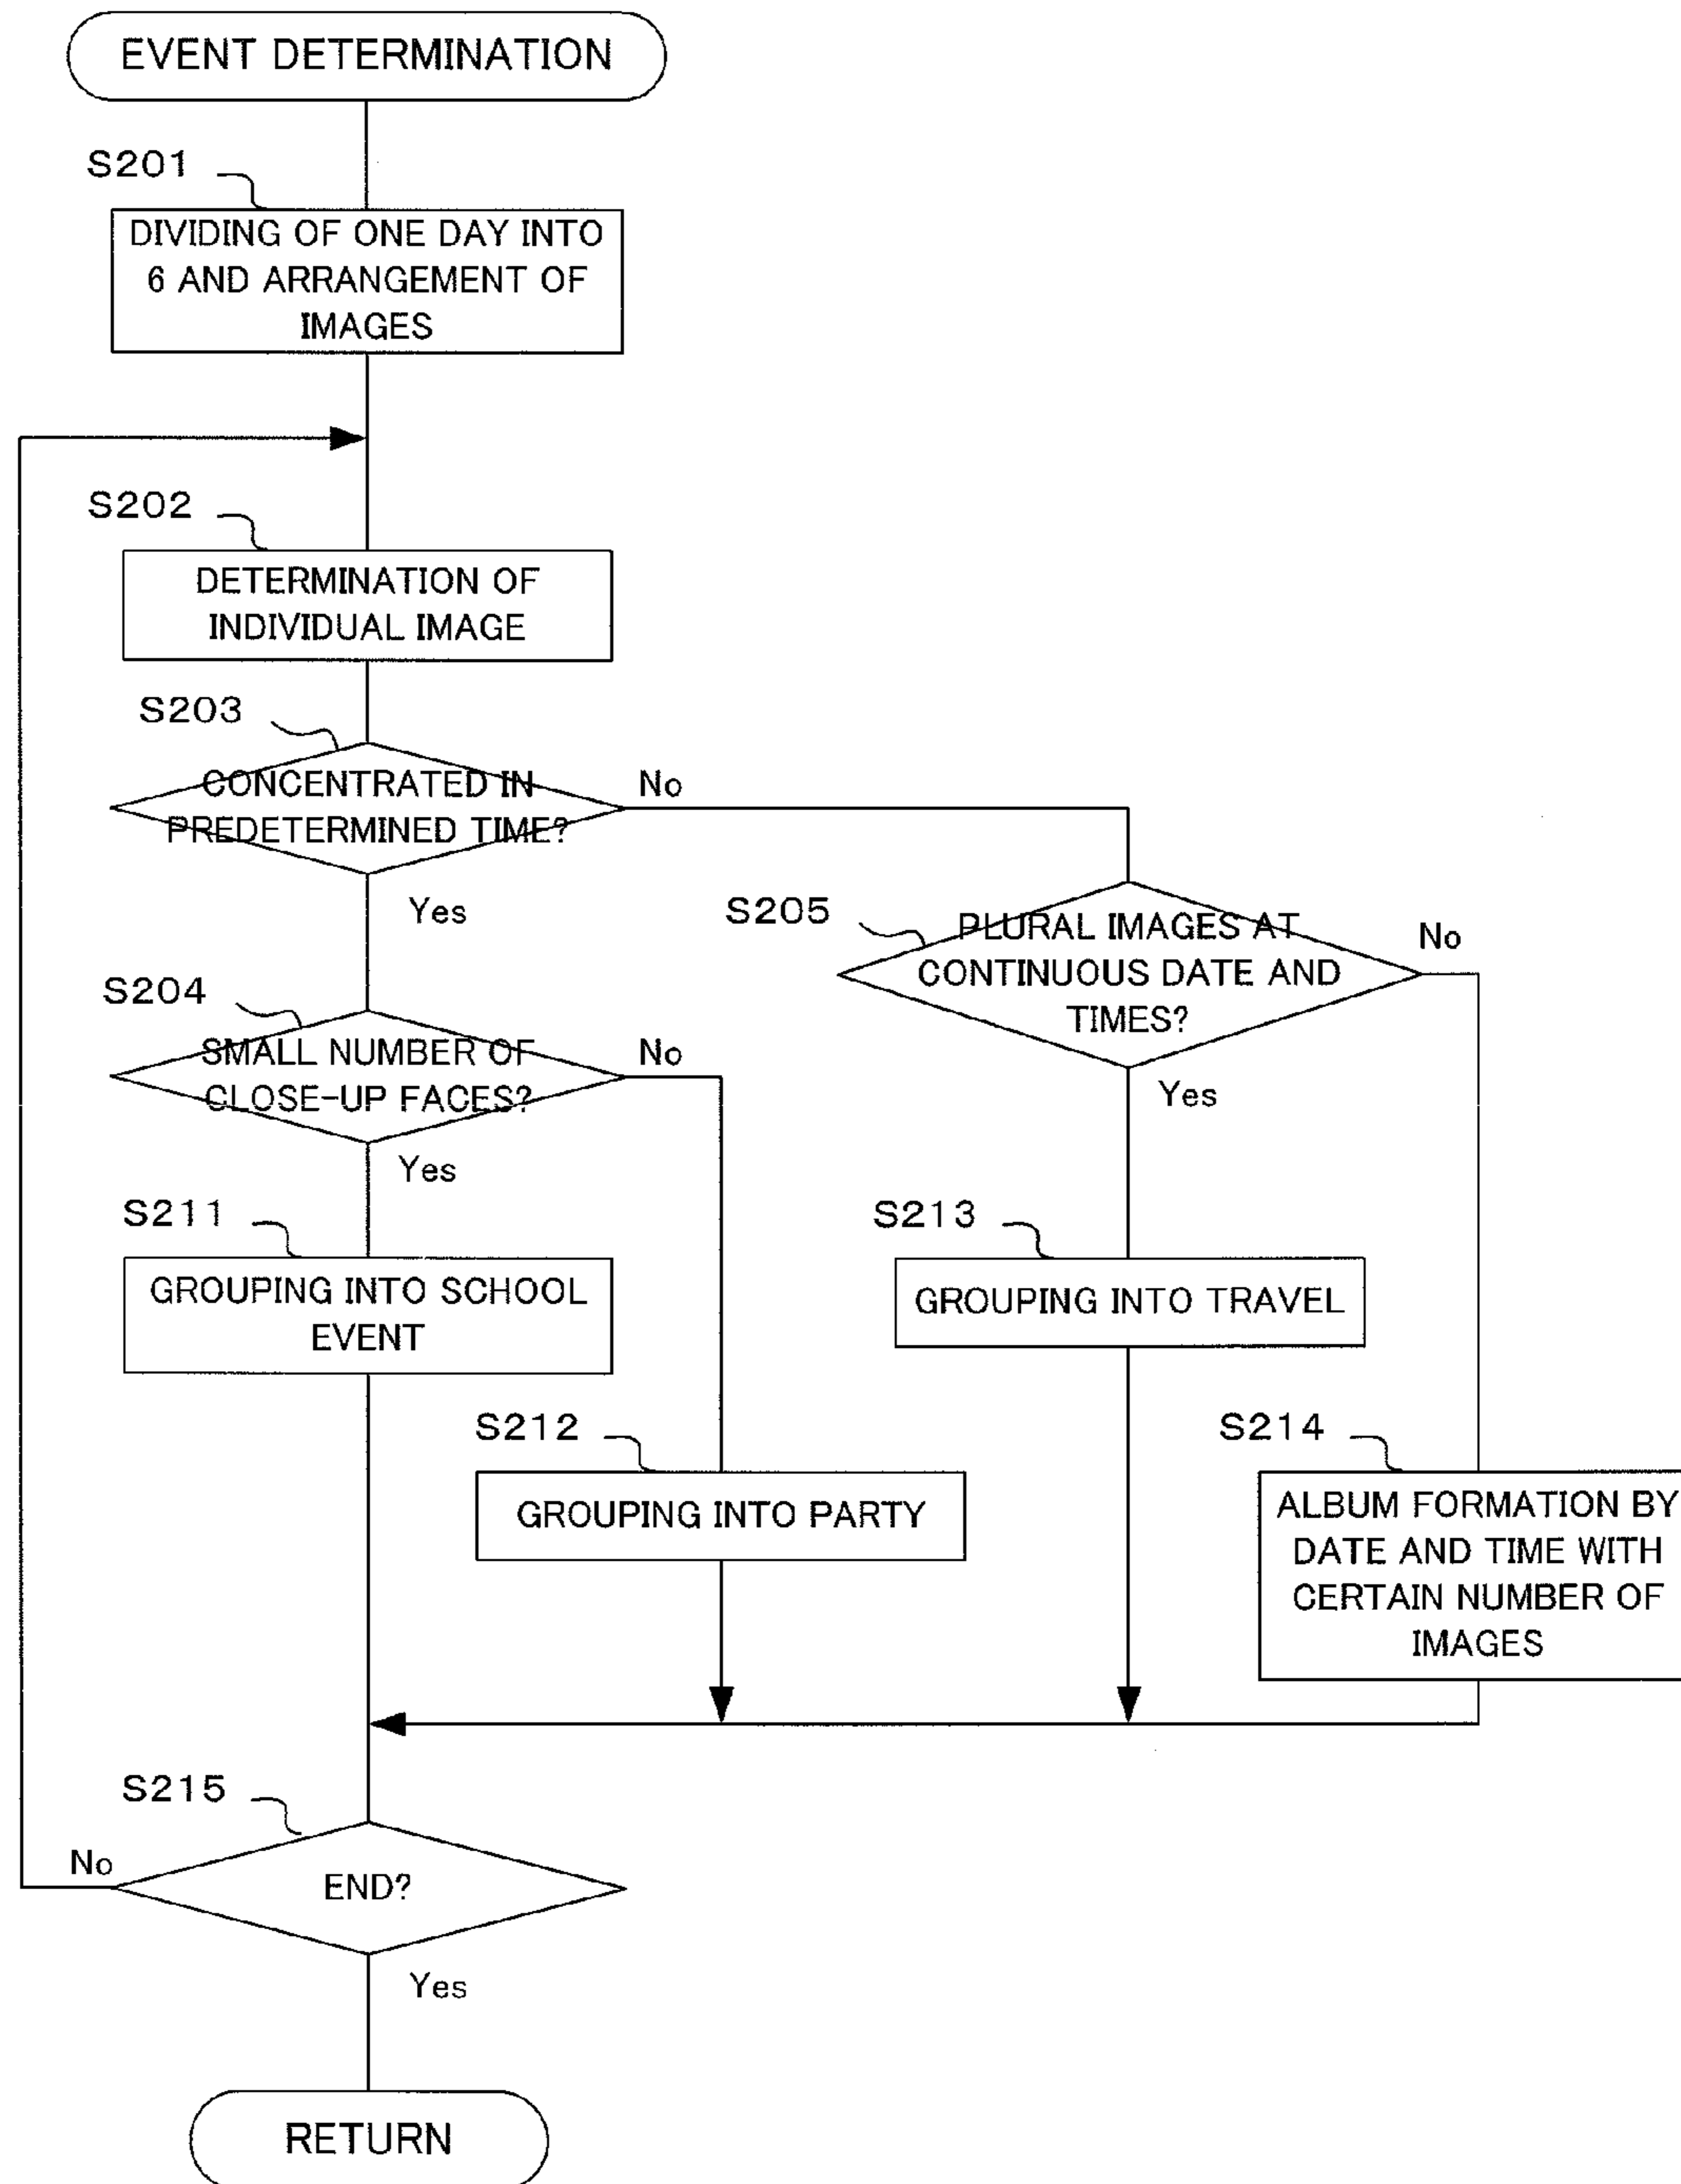 EVENT DETERMINATION
S201
DIVIDING OF ONE DAY INTO
6 AND ARRANGEMENT OF
IMAGES
S202
DETERMINATION OF
INDIVIDUAL IMAGE
S203
CONCENTRATED IN
PREDETERMINED TIME?
No
Yes
S205
PLURAL IMAGES AT
CONTINUOUS DATE AND
TIMES?
No
Yes
S204
SMALL NUMBER OF
CLOSE-UP FACES?
No
Yes
S211
GROUPING INTO SCHOOL
EVENT
S213
GROUPING INTO TRAVEL
S212
GROUPING INTO PARTY
S214
ALBUM FORMATION BY
DATE AND TIME WITH
CERTAIN NUMBER OF
IMAGES
S215
No
END?
Yes
RETURN